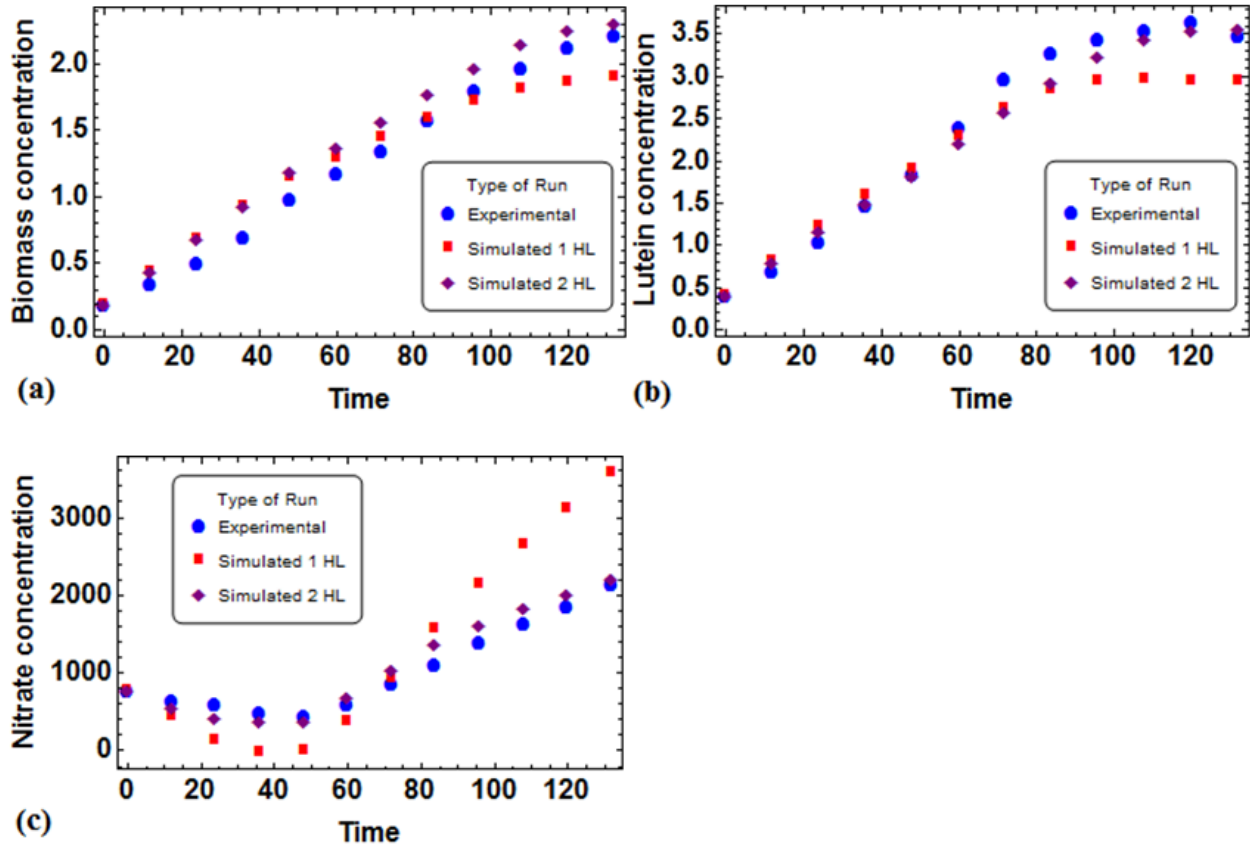 Biomass concentration
2.0
1.5
1.0
0.5
0.0
Type of Run
Experimental
Simulated 1 HL
Simulated 2 HL
0 20 40 60 80 100 120
Time
(a)
Lutein concentration
3.5
3.0
2.5
2.0
1.5
1.0
0.5
0.0
Type of Run
Experimental
Simulated 1 HL
Simulated 2 HL
0 20 40 60 80 100 120
Time
(b)
Nitrate concentration
3000
2000
1000
0
Type of Run
Experimental
Simulated 1 HL
Simulated 2 HL
0 20 40 60 80 100 120
Time
(c)